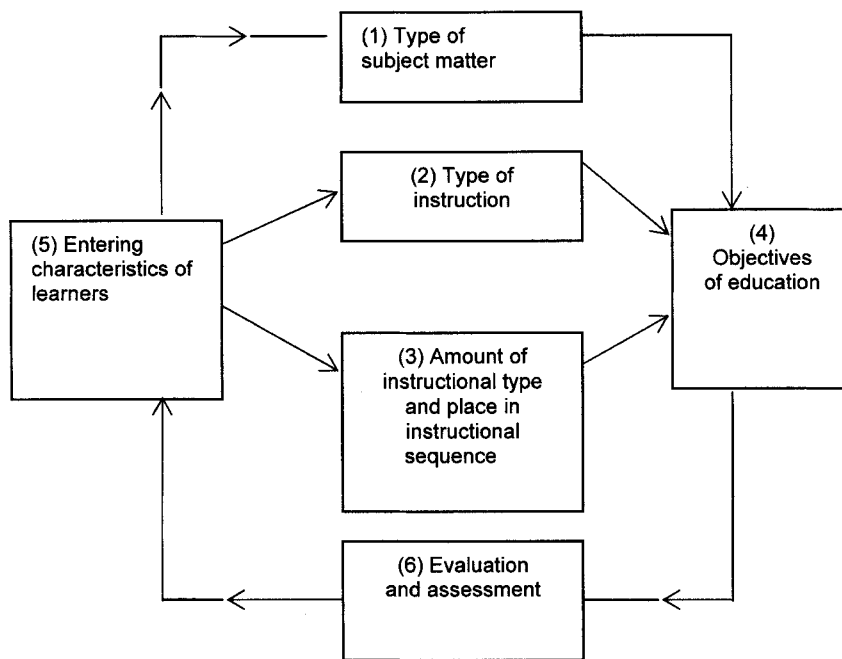 (1) Type of
subject matter
(2) Type of
instruction
(5) Entering
characteristics of
learners
(4)
Objectives
of education
(3) Amount of
instructional type
and place in
instructional
sequence
(6) Evaluation
and assessment